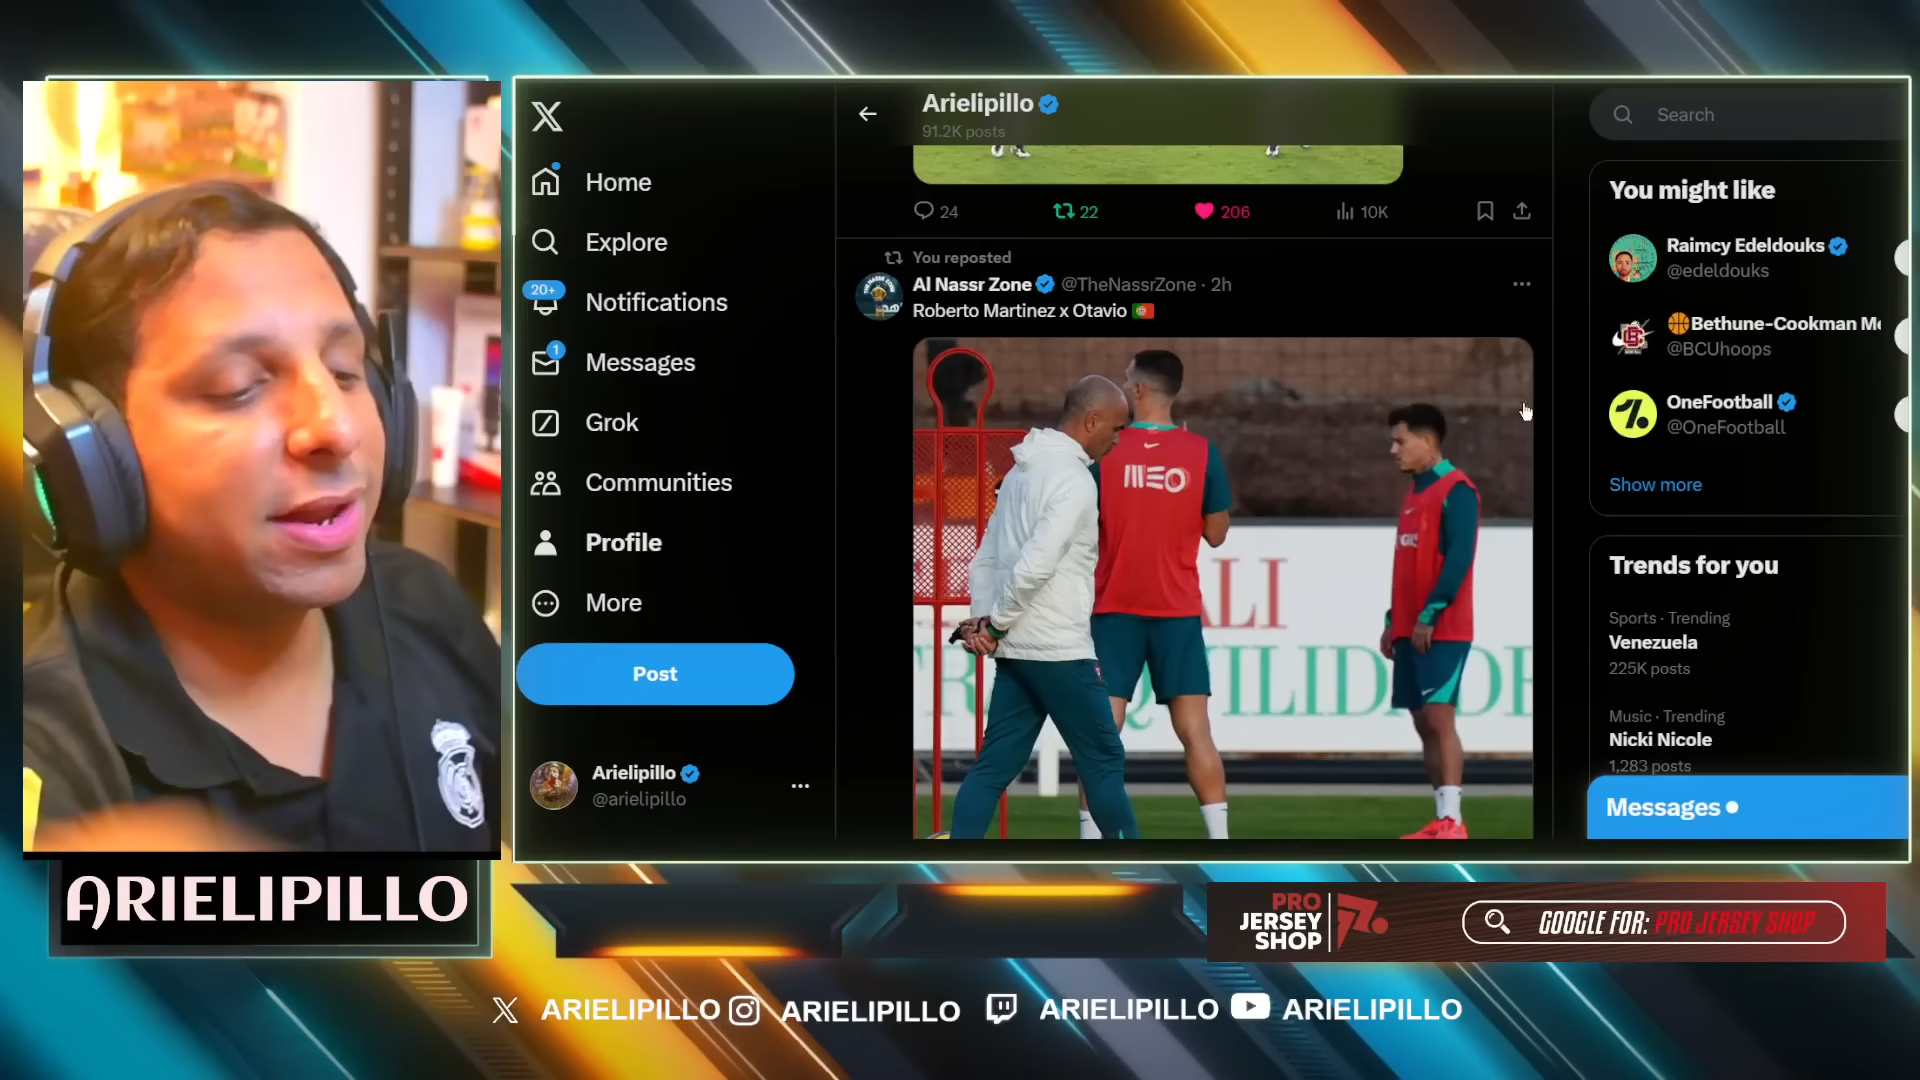 Arielipillo
91.2K posts
24
22
206
10K
You reposted
Al Nassr Zone @TheNassrZone · 2h
Roberto Martinez x Otavio
MEO
ALI
TRANQUILIDADE
Home
Explore
20+
Notifications
1
Messages
Grok
Communities
Profile
More
Post
Arielipillo
@arielipillo
Search
You might like
Raimcy Edeldouks
@edeldouks
Bethune-Cookman Me
@BCUhoops
OneFootball
@OneFootball
Show more
Trends for you
Sports · Trending
Venezuela
225K posts
Music · Trending
Nicki Nicole
1,283 posts
Messages
ARIELIPILLO
PRO
JERSEY
SHOP
GOOGLE FOR: PRO JERSEY SHOP
ARIELIPILLO
ARIELIPILLO
ARIELIPILLO
ARIELIPILLO